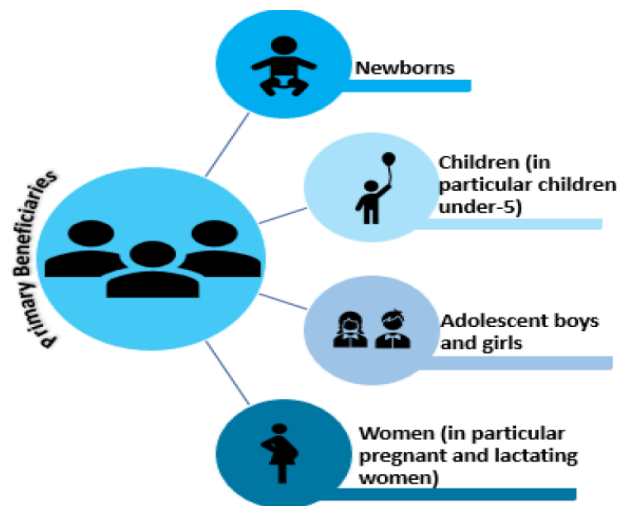 Primary Beneficiaries
Newborns
Children (in
particular children
under-5)
Adolescent boys
and girls
Women (in particular
pregnant and lactating
women)